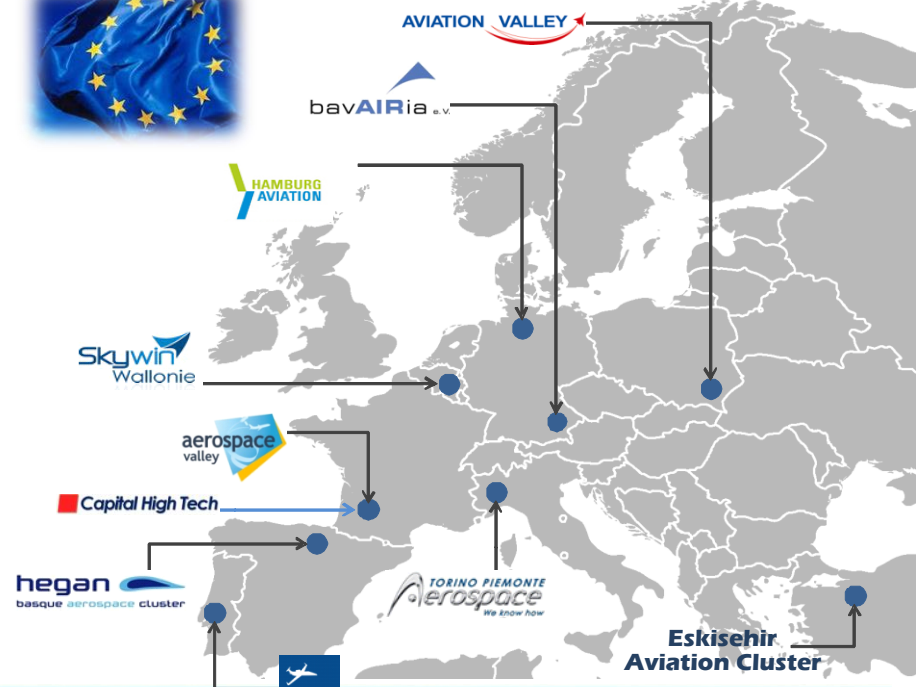 AVIATION VALLEY
bavAIRia e.V.
HAMBURG
AVIATION
Skywin
Wallonie
aerospace
valley
Capital High Tech
hegan
basque aerospace cluster
TORINO PIEMONTE
Aerospace
We know how
Eskisehir
Aviation Cluster